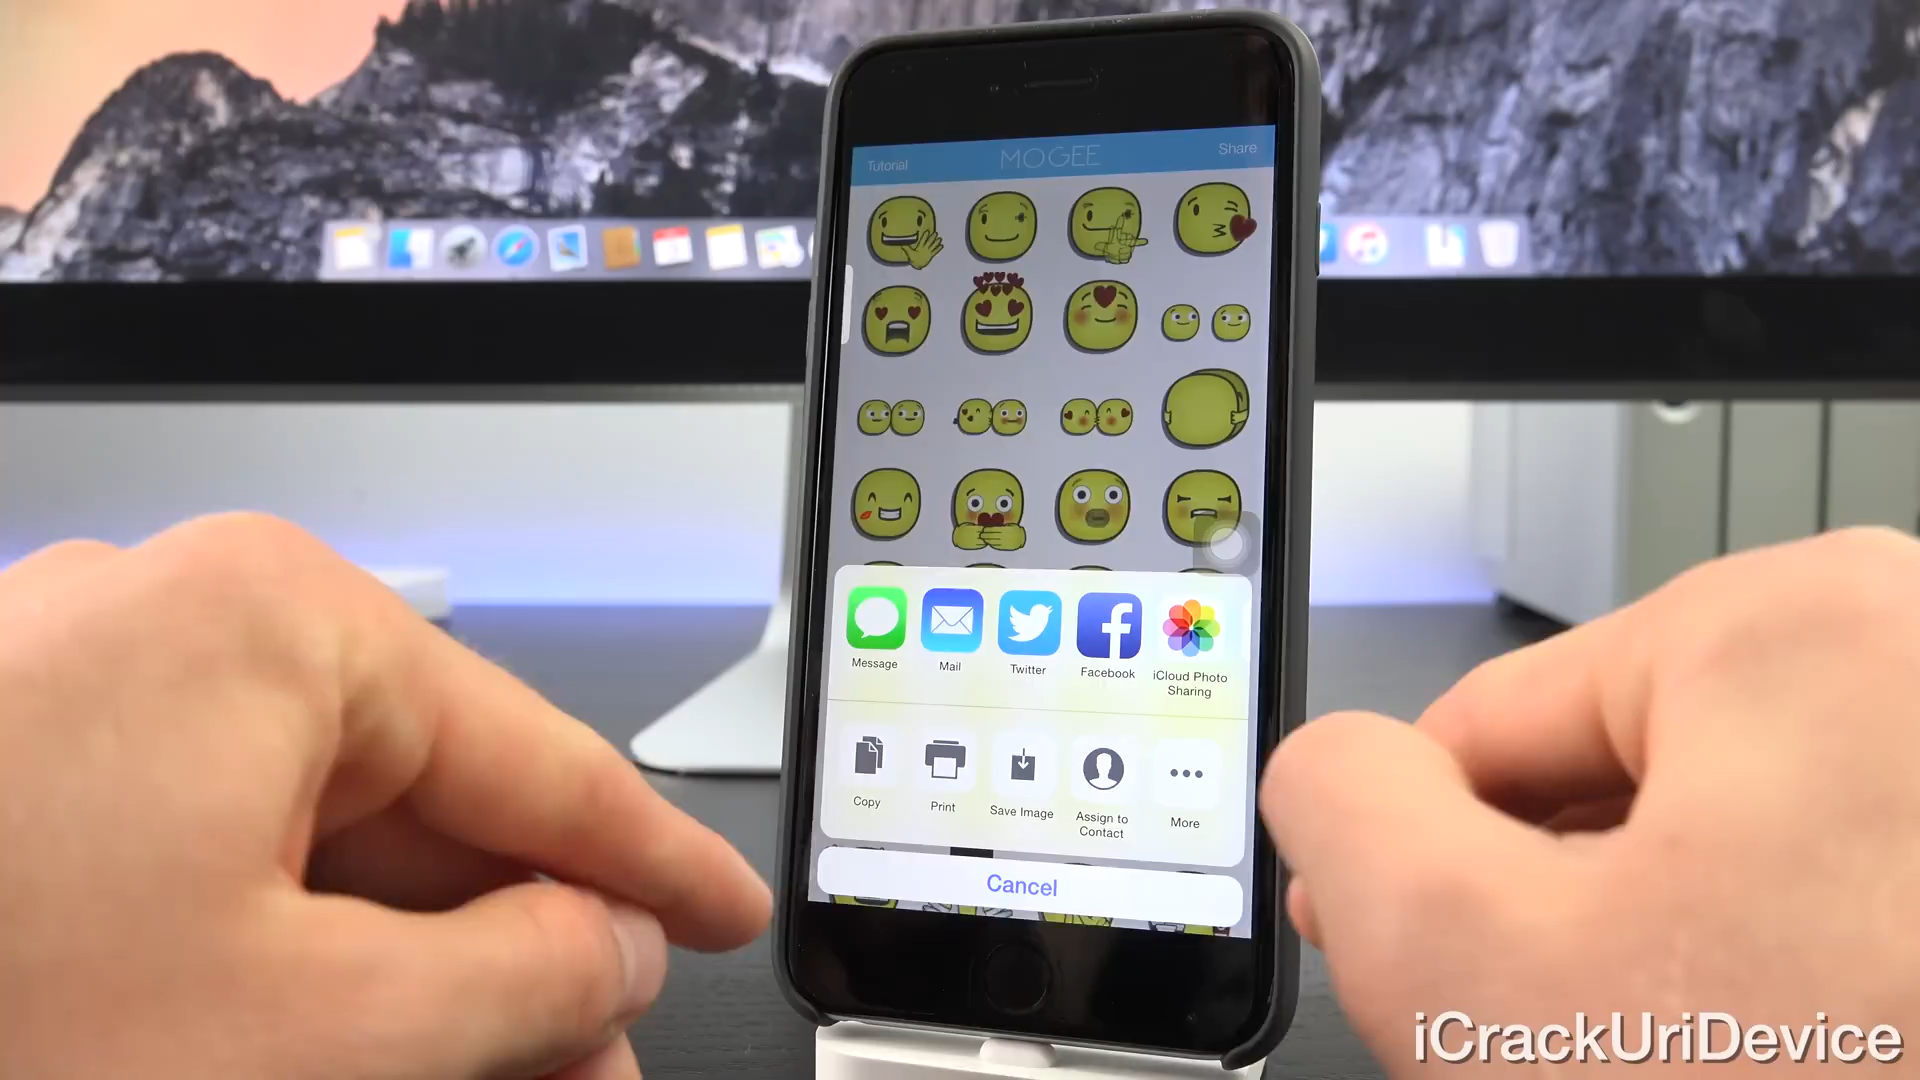 Tutorial
MOGEE
Share
Message
Mail
Twitter
Facebook
iCloud Photo
Sharing
Copy
Print
Save Image
Assign to
Contact
More
Cancel
iCrackUriDevice